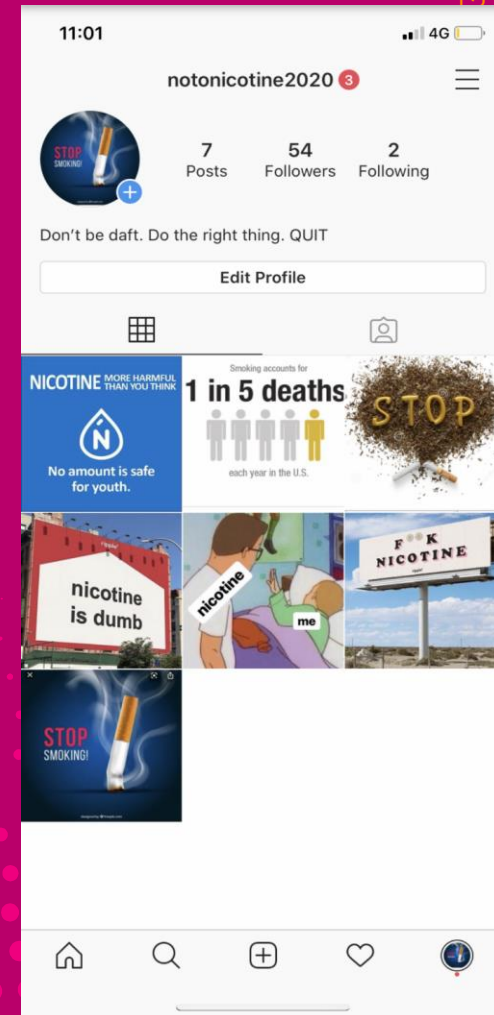 11:01
4G
notonicotine2020 3
STOP
SMOKING!
7
Posts
54
Followers
2
Following
Don't be daft. Do the right thing. QUIT
Edit Profile
NICOTINE MORE HARMFUL
THAN YOU THINK
N
No amount is safe
for youth.
Smoking accounts for
1 in 5 deaths
each year in the U.S.
STOP
nicotine
is dumb
nicotine
me
F**K
NICOTINE
STOP
SMOKING!